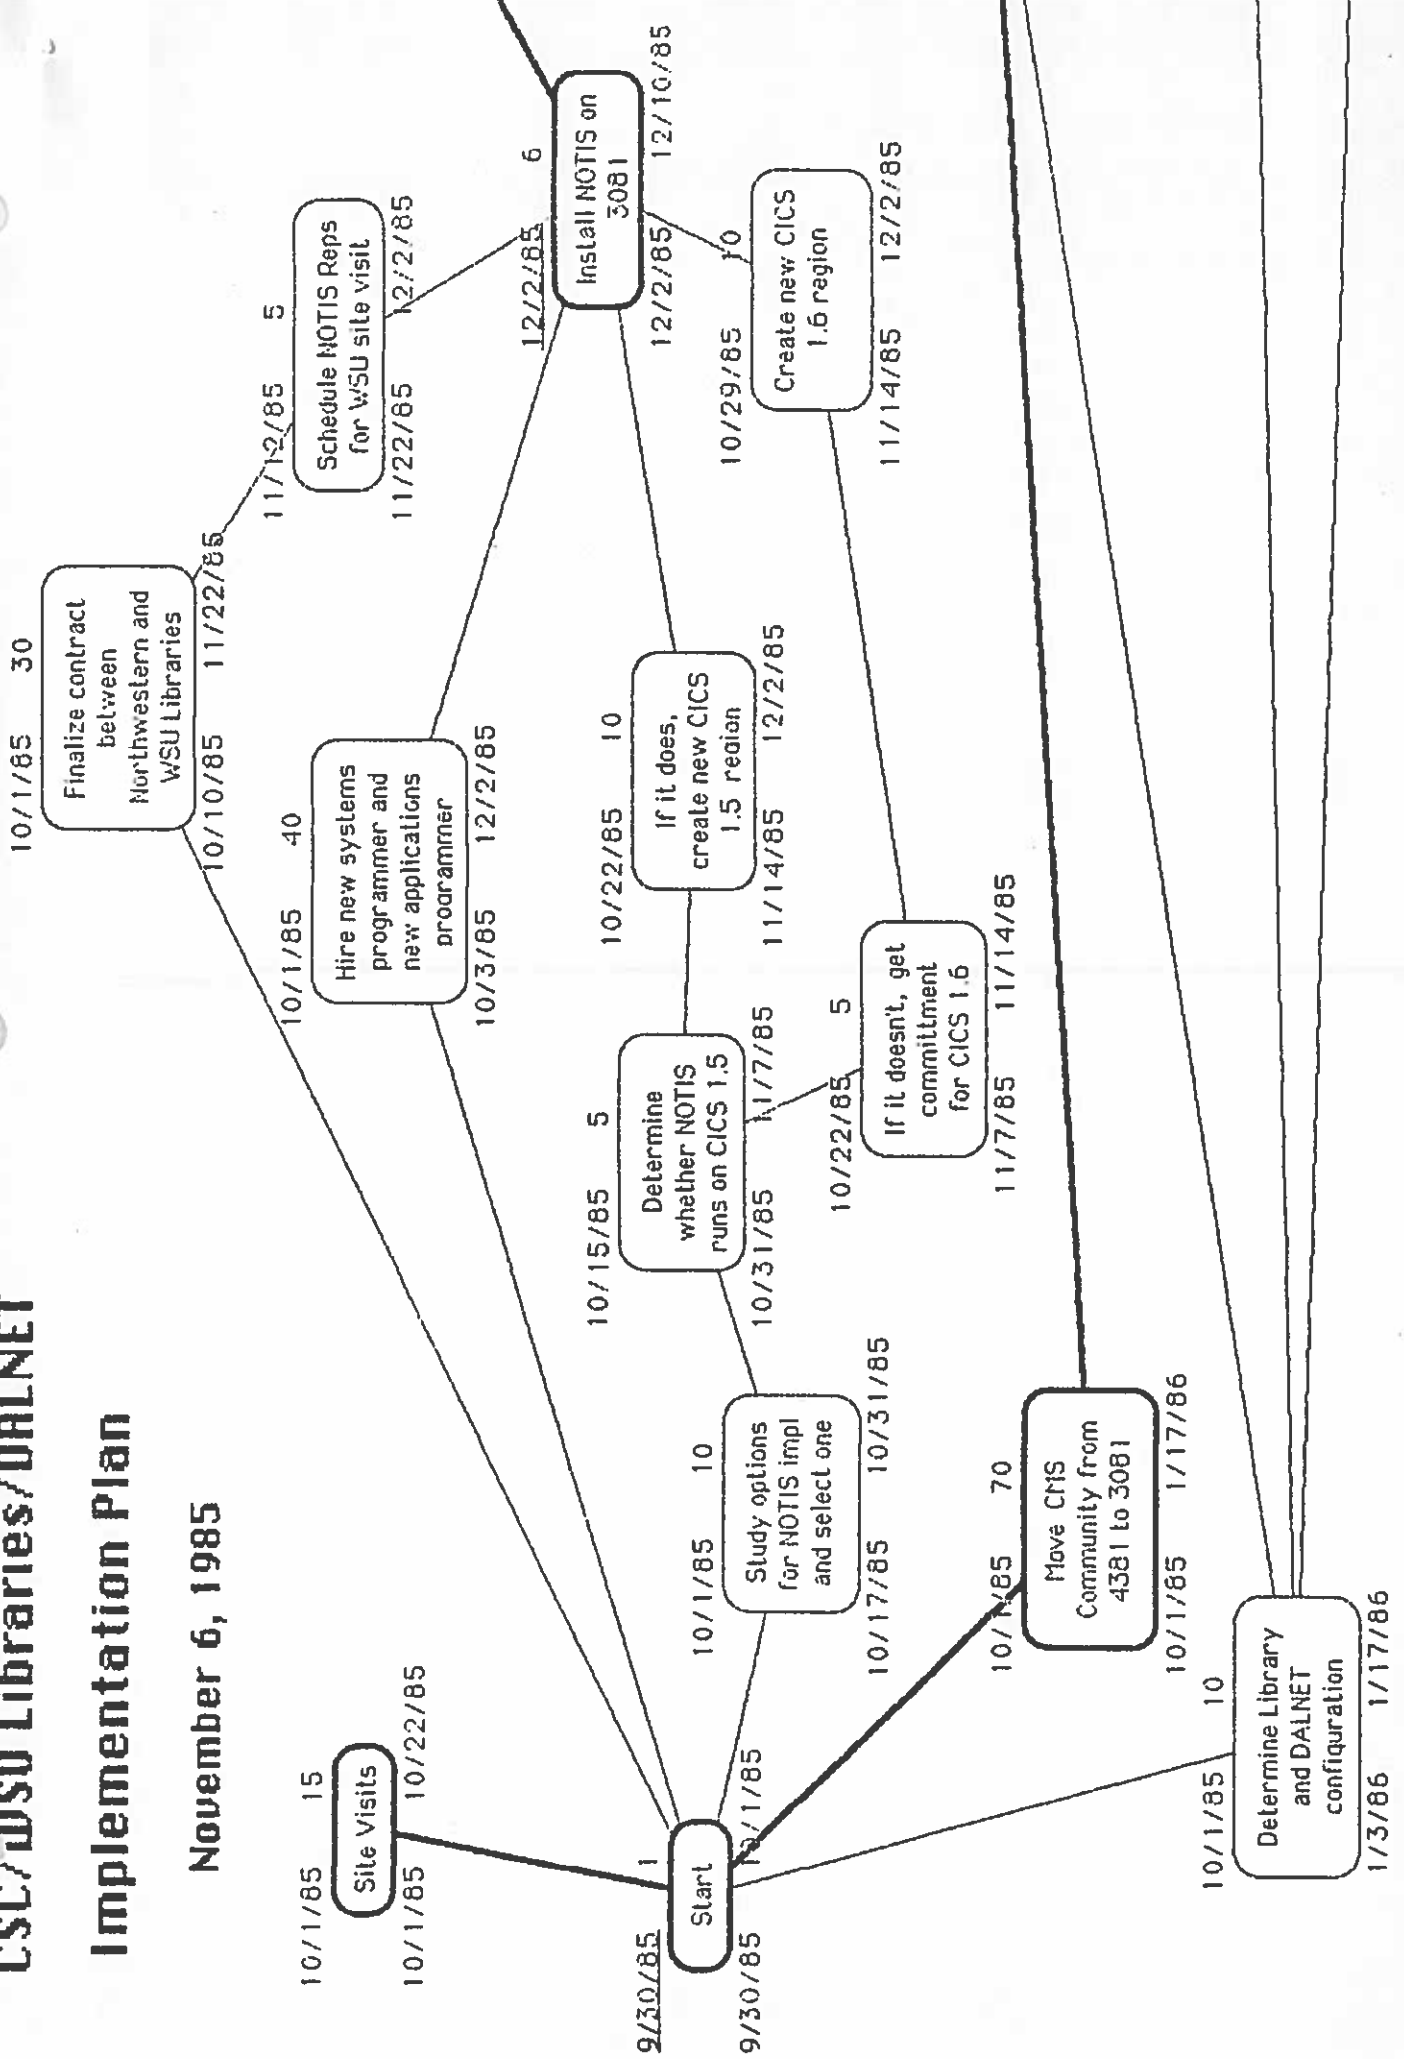 CSC/WSU Libraries/DALNET
Implementation Plan
November 6, 1985
10/1/85 15
Site Visits
10/1/85 10/22/85
9/30/85 1
Start
9/30/85 10/1/85
10/1/85 30
Finalize contract
between
Northwestern and
WSU Libraries
10/10/85 11/22/85
11/12/85 5
Schedule NOTIS Reps
for WSU site visit
11/22/85 12/2/85
10/1/85 40
Hire new systems
programmer and
new applications
programmer
10/3/85 12/2/85
12/2/85 6
Install NOTIS on
3081
12/2/85 12/10/85
10/1/85 10
Study options
for NOTIS impl
and select one
10/17/85 10/31/85
10/15/85 5
Determine
whether NOTIS
runs on CICS 1.5
10/31/85 11/7/85
10/22/85 10
If it does,
create new CICS
1.5 region
11/14/85 12/2/85
10/22/85 5
If it doesn't, get
committment
for CICS 1.6
11/7/85 11/14/85
10/29/85 10
Create new CICS
1.6 region
11/14/85 12/2/85
10/1/85 70
Move CMS
Community from
4381 to 3081
10/1/85 1/17/86
10/1/85 10
Determine Library
and DALNET
configuration
1/3/86 1/17/86